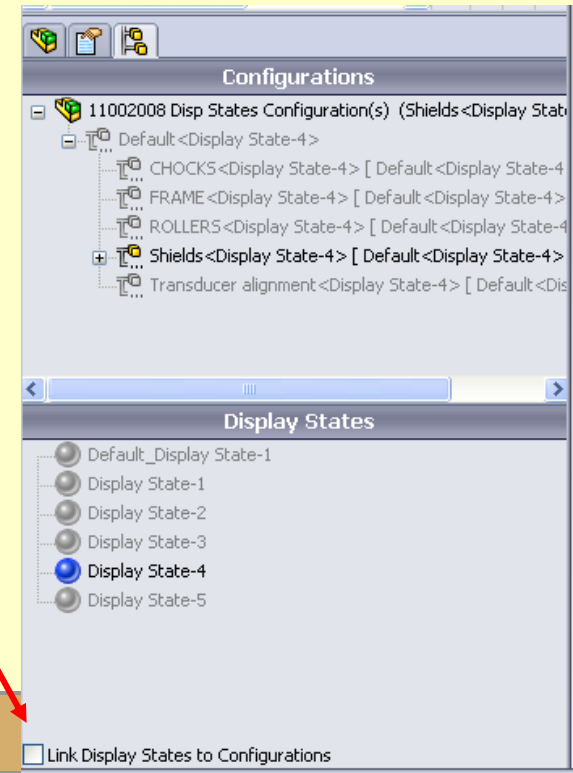 Configurations
11002008 Disp States Configuration(s) (Shields<Display Stat
Default<Display State-4>
CHOCKS<Display State-4> [ Default<Display State-4
FRAME<Display State-4> [ Default<Display State-4>
ROLLERS<Display State-4> [ Default<Display State-4
Shields<Display State-4> [ Default<Display State-4>
Transducer alignment<Display State-4> [ Default<Dis
Display States
Default_Display State-1
Display State-1
Display State-2
Display State-3
Display State-4
Display State-5
Link Display States to Configurations